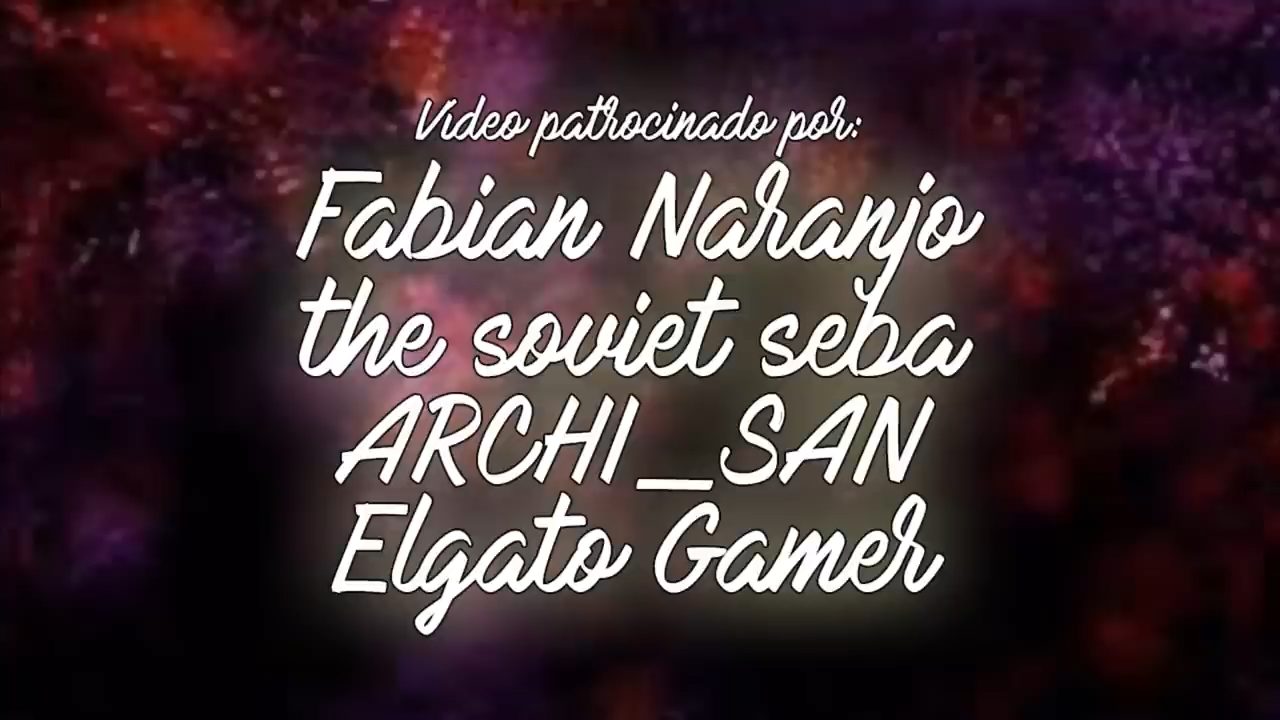 Video patrocinado por:
Fabian Naranjo
the soviet seba
ARCHI_SAN
Elgato Gamer